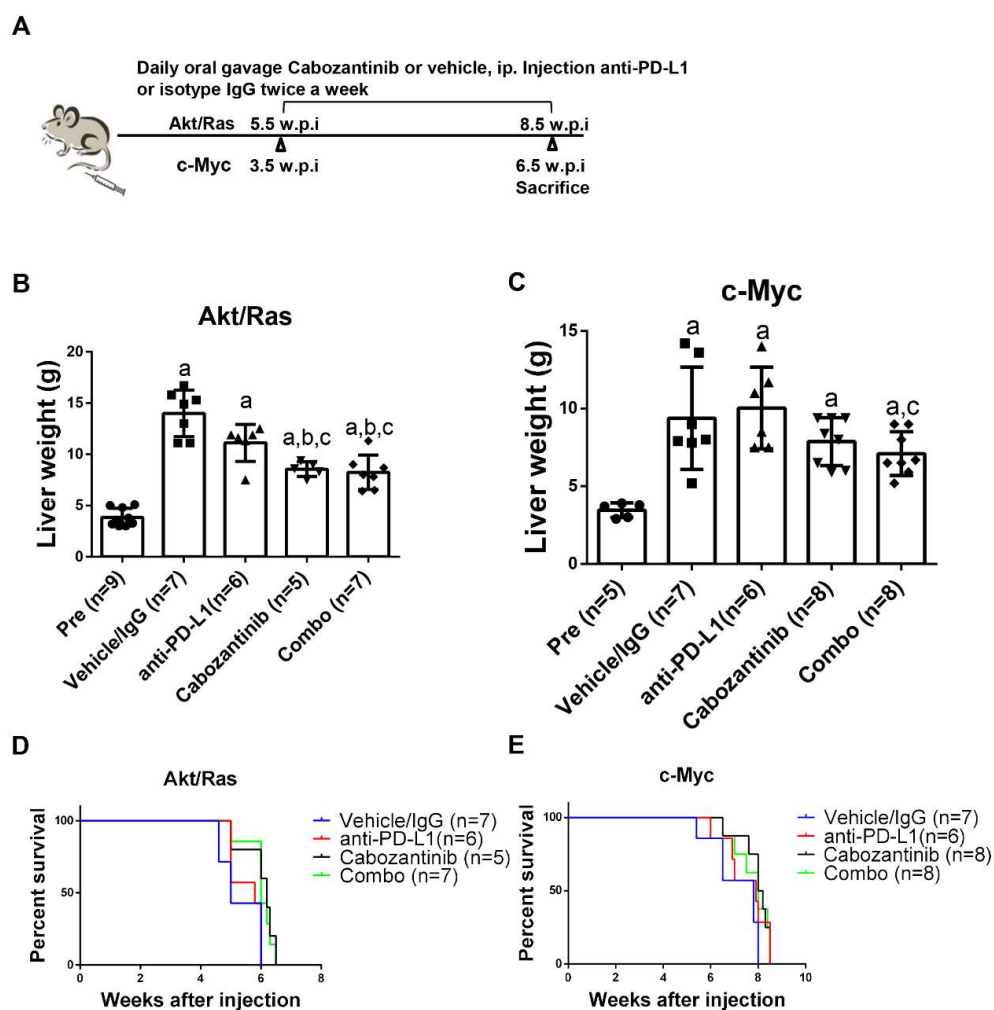 A
Daily oral gavage Cabozantinib or vehicle, ip. Injection anti-PD-L1
or isotype IgG twice a week
Akt/Ras 5.5 w.p.i 8.5 w.p.i
c-Myc 3.5 w.p.i 6.5 w.p.i
Sacrifice
B
Akt/Ras
Liver weight (g)
20
15
10
5
0
a
a
a,b,c
a,b,c
Pre (n=9)
Vehicle/IgG (n=7)
anti-PD-L1(n=6)
Cabozantinib (n=5)
Combo (n=7)
C
c-Myc
Liver weight (g)
15
10
5
0
a
a
a
a,c
Pre (n=5)
Vehicle/IgG (n=7)
anti-PD-L1(n=6)
Cabozantinib (n=8)
Combo (n=8)
D
Akt/Ras
Percent survival
100
50
0
0 2 4 6 8
Weeks after injection
Vehicle/IgG (n=7)
anti-PD-L1(n=6)
Cabozantinib (n=5)
Combo (n=7)
E
c-Myc
Percent survival
100
50
0
0 2 4 6 8 10
Weeks after injection
Vehicle/IgG (n=7)
anti-PD-L1(n=6)
Cabozantinib (n=8)
Combo (n=8)